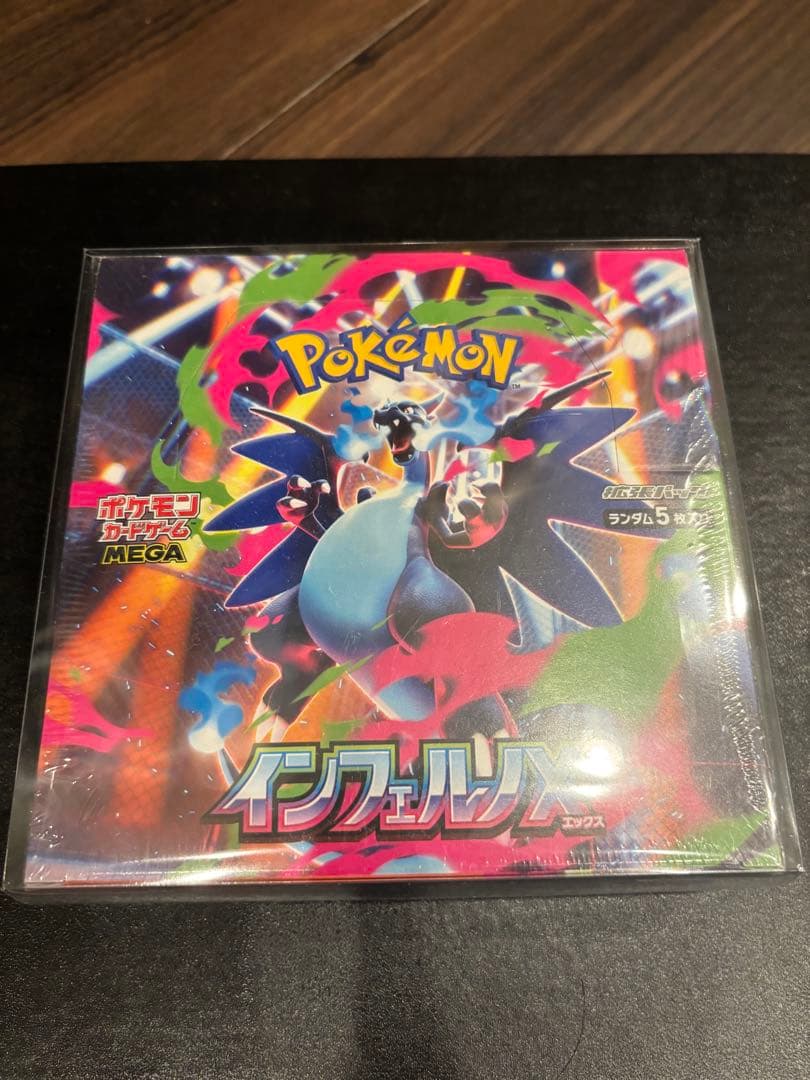 POKéMON
TM
ポケモン
カードゲーム
MEGA
拡張パック
ランダム5枚入り
インフェルノX
エックス